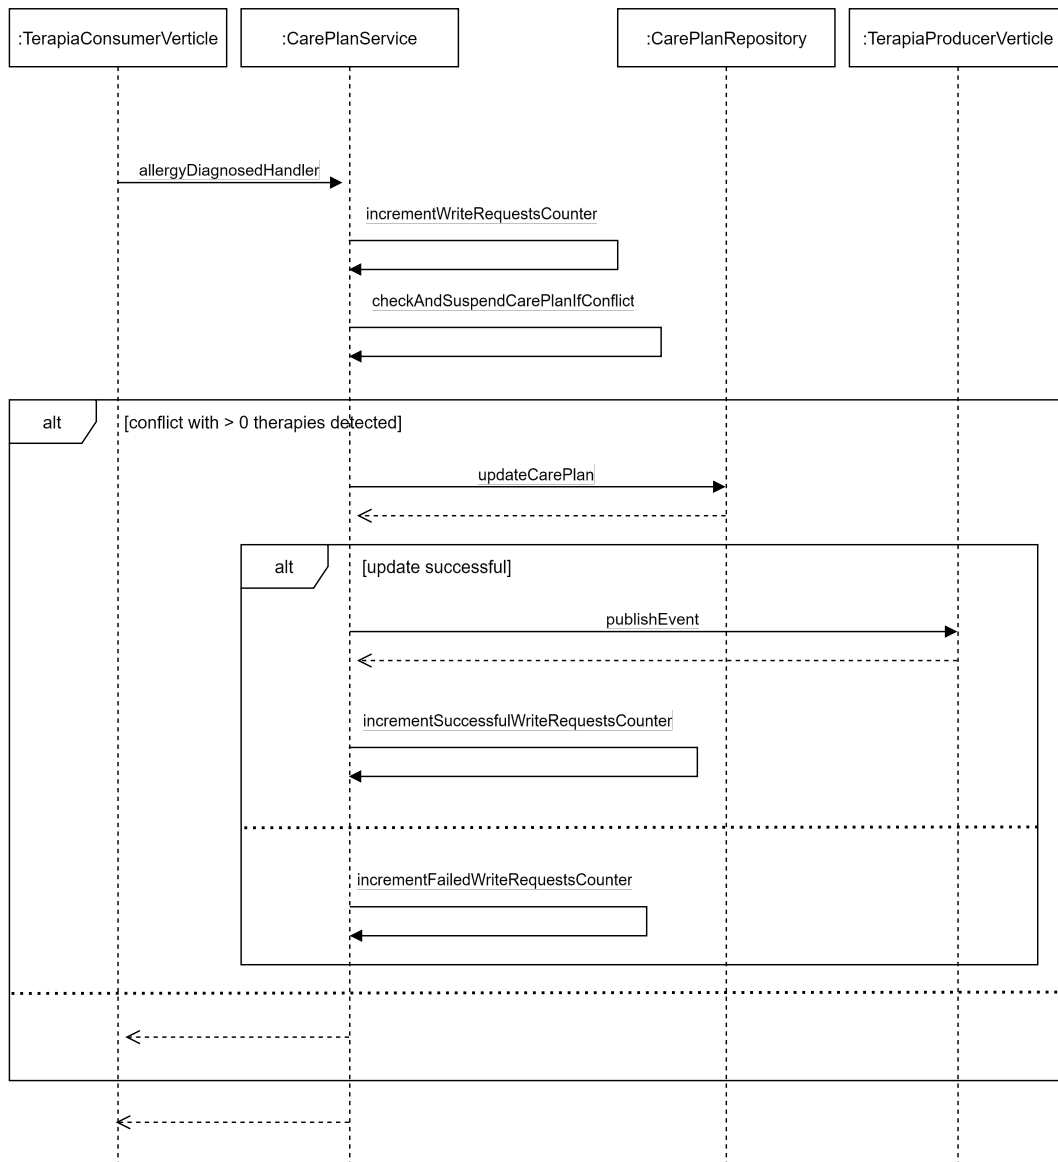 :TerapiaConsumerVerticle
:CarePlanService
:CarePlanRepository
:TerapiaProducerVerticle
allergyDiagnosedHandler
incrementWriteRequestsCounter
checkAndSuspendCarePlanIfConflict
alt
[conflict with > 0 therapies detected]
updateCarePlan
alt
[update successful]
publishEvent
incrementSuccessfulWriteRequestsCounter
incrementFailedWriteRequestsCounter